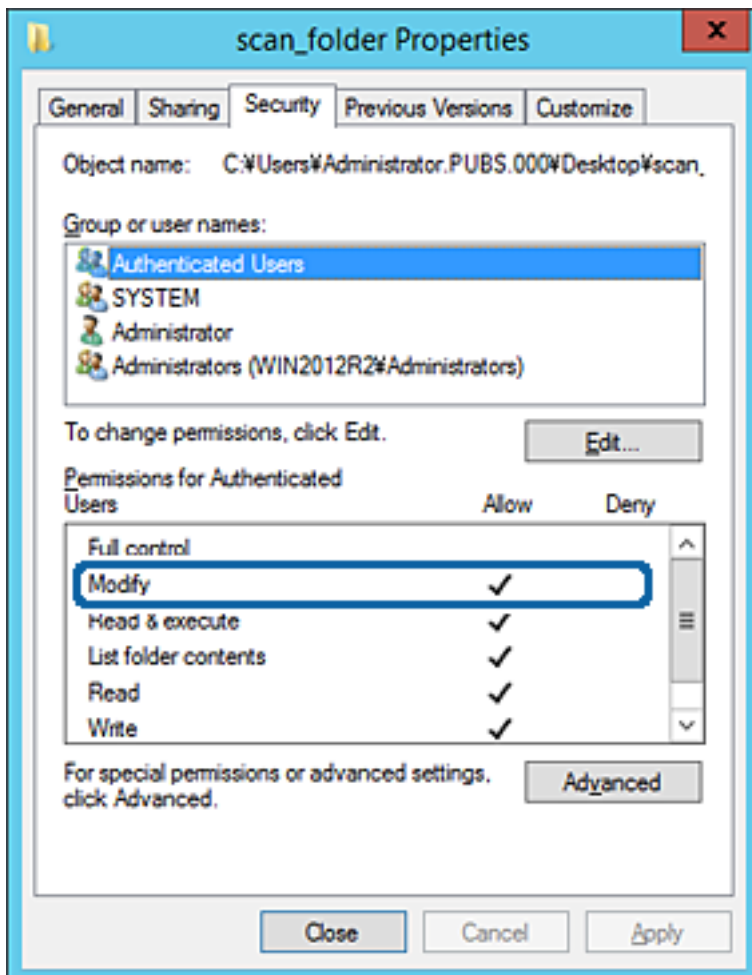 scan_folder Properties
General Sharing Security Previous Versions Customize
Object name: C:¥Users¥Administrator.PUBS.000¥Desktop¥scan_
Group or user names:
Authenticated Users
SYSTEM
Administrator
Administrators (WIN2012R2¥Administrators)
To change permissions, click Edit.
Edit...
Permissions for Authenticated
Users Allow Deny
Full control
Modify
Read & execute
List folder contents
Read
Write
For special permissions or advanced settings,
click Advanced.
Advanced
Close Cancel Apply